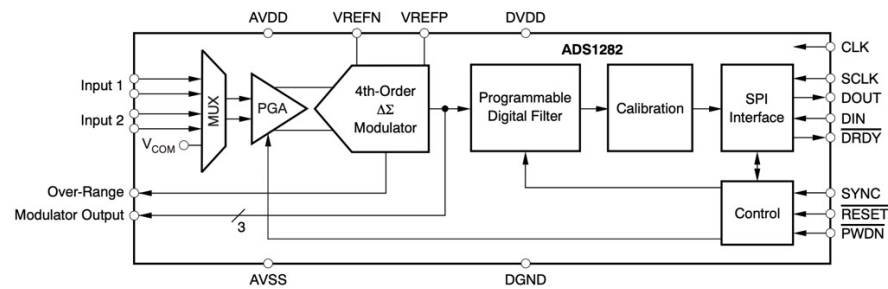 AVDD VREFN VREFP DVDD
ADS1282
CLK
Input 1
Input 2
VCOM
MUX
PGA
4th-Order
ΔΣ
Modulator
Programmable
Digital Filter
Calibration
SPI
Interface
SCLK
DOUT
DIN
DRDY
Over-Range
Modulator Output
3
Control
SYNC
RESET
PWDN
AVSS DGND